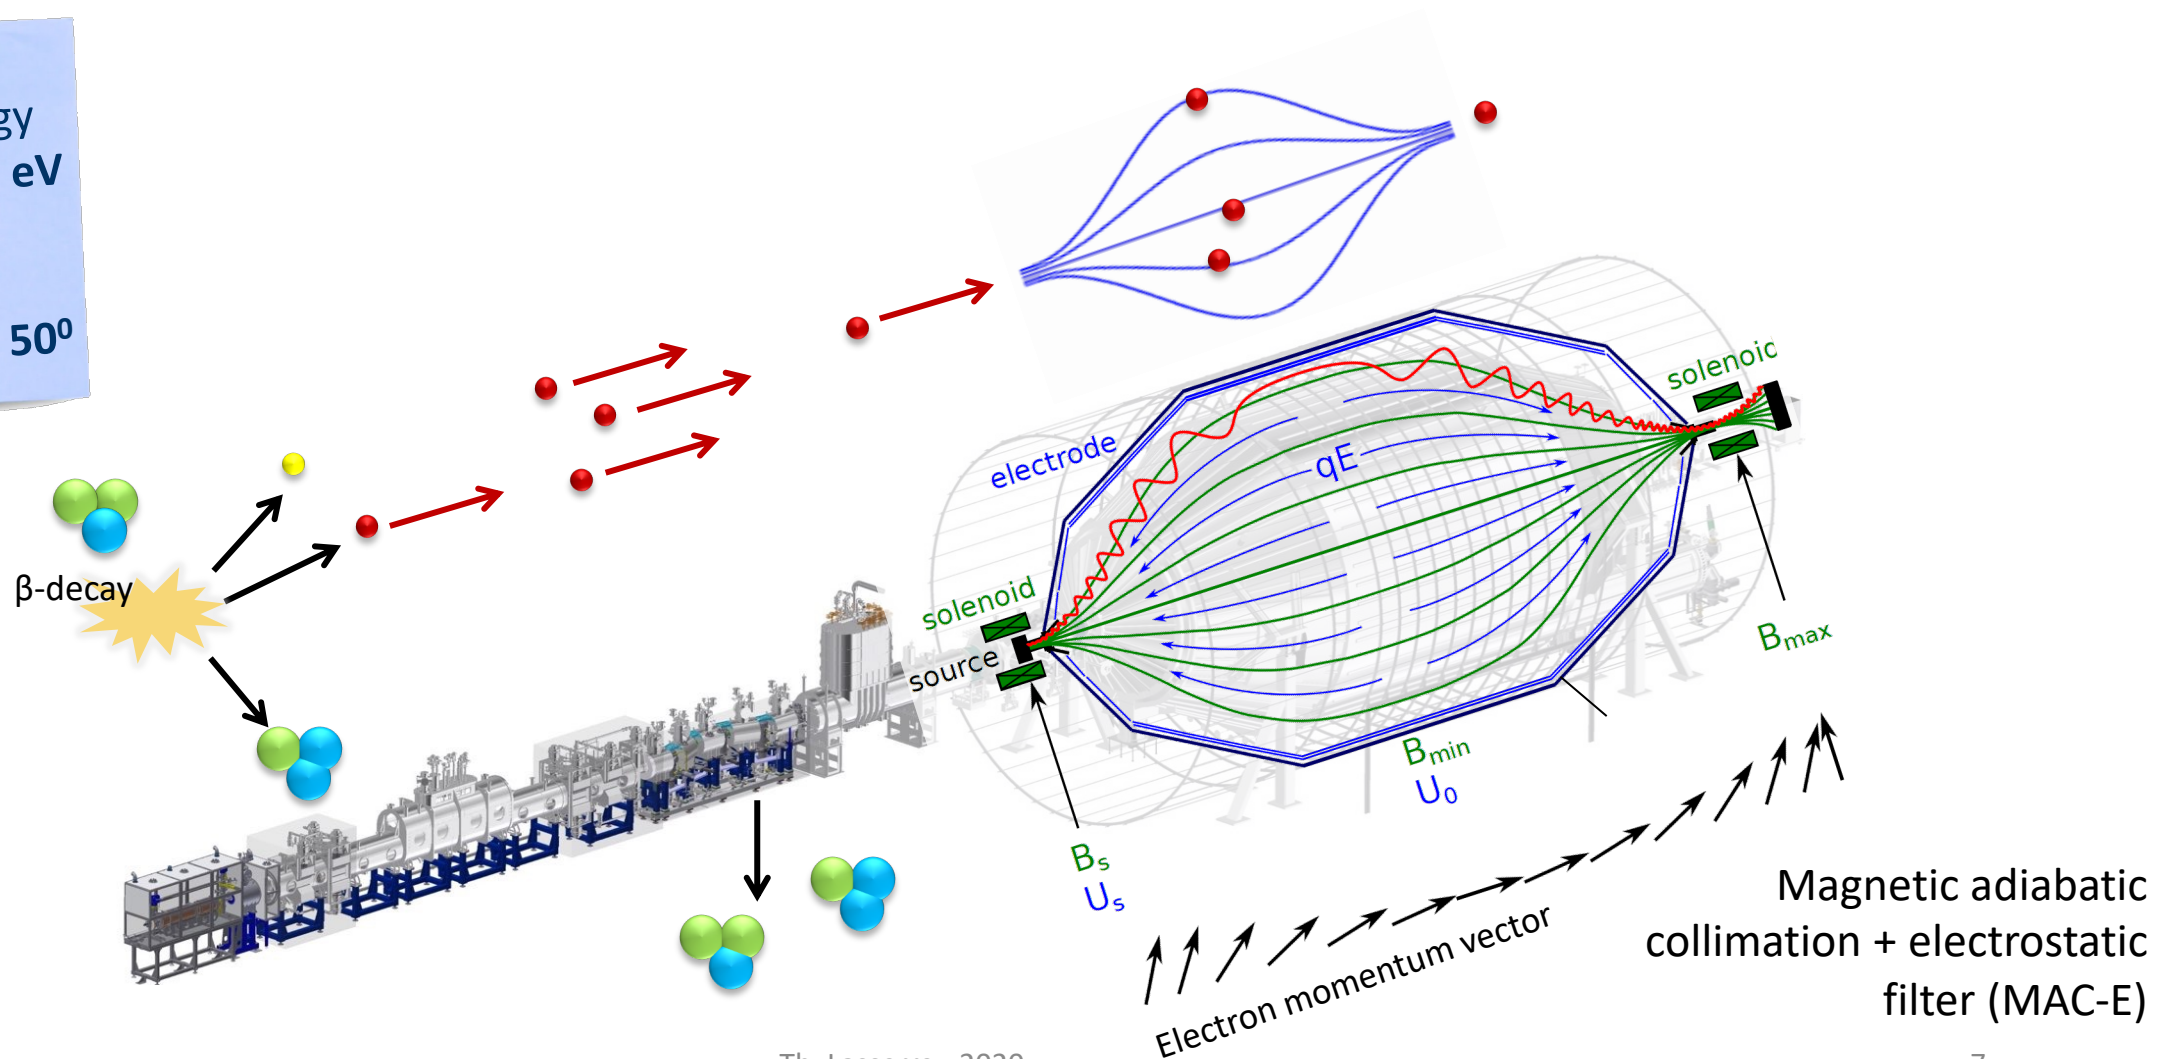 gy
eV
50⁰
β-decay
electrode
qE
solenoid
solenoid
source
Bmax
Bmin
U0
Bs
Us
Electron momentum vector
Magnetic adiabatic
collimation + electrostatic
filter (MAC-E)